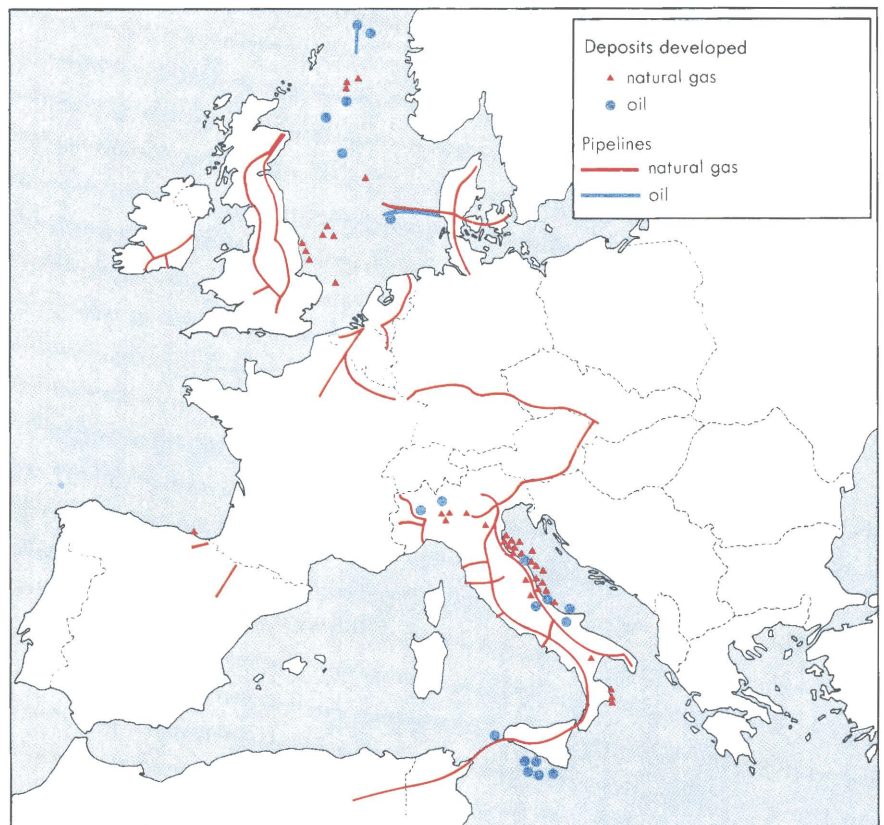 Deposits developed
natural gas
oil
Pipelines
natural gas
oil